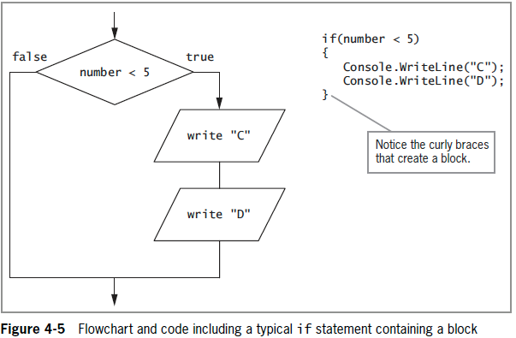 false
true
number < 5
write "C"
write "D"
if(number < 5)
{
Console.WriteLine("C");
Console.WriteLine("D");
}
Notice the curly braces
that create a block.
Figure 4-5 Flowchart and code including a typical if statement containing a block